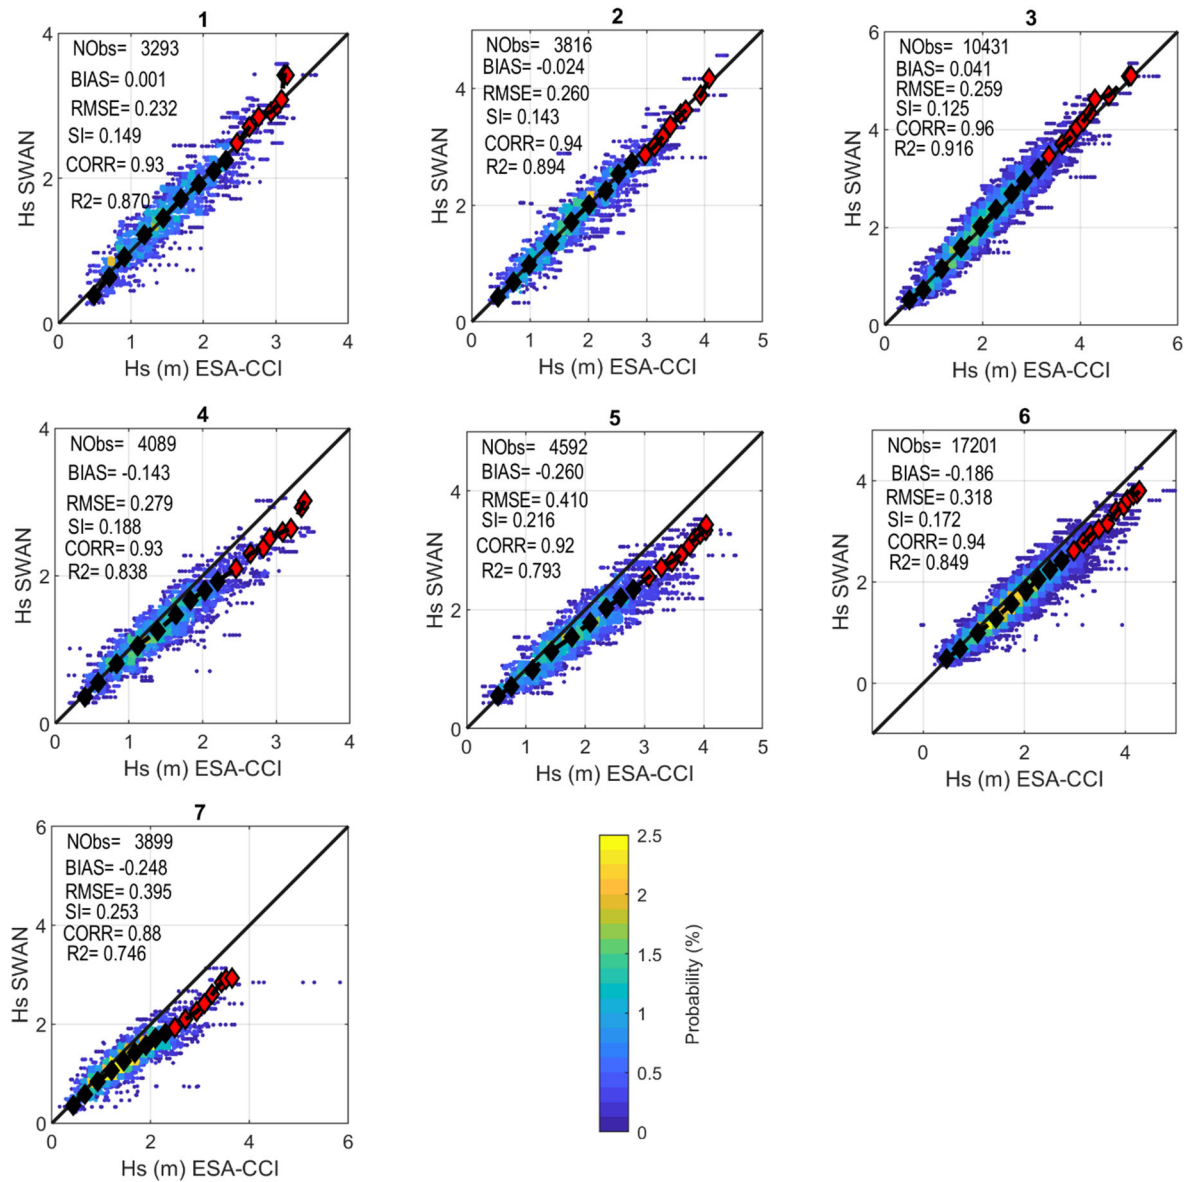 1
NObs= 3293
BIAS= 0.001
RMSE= 0.232
SI= 0.149
CORR= 0.93
R2= 0.870
4
2
0
0 1 2 3 4
Hs SWAN
Hs (m) ESA-CCI
2
NObs= 3816
BIAS= -0.024
RMSE= 0.260
SI= 0.143
CORR= 0.94
R2= 0.894
4
2
0
0 1 2 3 4 5
Hs SWAN
Hs (m) ESA-CCI
3
NObs= 10431
BIAS= 0.041
RMSE= 0.259
SI= 0.125
CORR= 0.96
R2= 0.916
6
4
2
0
0 2 4 6
Hs SWAN
Hs (m) ESA-CCI
4
NObs= 4089
BIAS= -0.143
RMSE= 0.279
SI= 0.188
CORR= 0.93
R2= 0.838
4
2
0
0 1 2 3 4
Hs SWAN
Hs (m) ESA-CCI
5
NObs= 4592
BIAS= -0.260
RMSE= 0.410
SI= 0.216
CORR= 0.92
R2= 0.793
4
2
0
0 1 2 3 4 5
Hs SWAN
Hs (m) ESA-CCI
6
NObs= 17201
BIAS= -0.186
RMSE= 0.318
SI= 0.172
CORR= 0.94
R2= 0.849
4
2
0
0 2 4
Hs SWAN
Hs (m) ESA-CCI
7
NObs= 3899
BIAS= -0.248
RMSE= 0.395
SI= 0.253
CORR= 0.88
R2= 0.746
6
4
2
0
0 2 4 6
Hs SWAN
Hs (m) ESA-CCI
2.5
2
1.5
1
0.5
0
Probability (%)